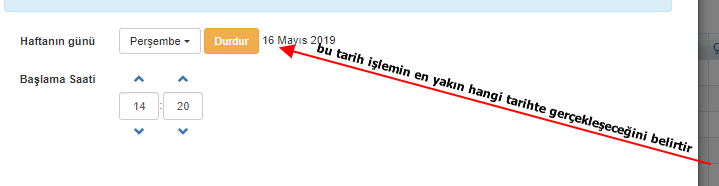 Haftanın günü Perşembe Durdur 16 Mayıs 2019
bu tarih işlemin en yakın hangi tarihte gerçekleşeceğini belirtir
Başlama Saati
14 : 20